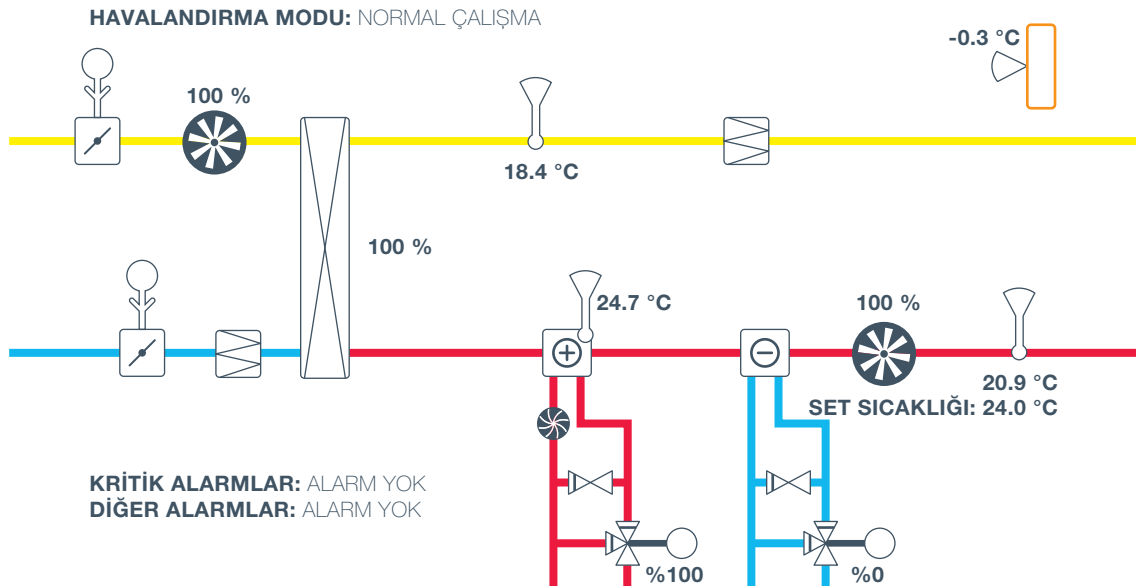 HAVALANDIRMA MODU: NORMAL ÇALIŞMA
-0.3 °C
100 %
18.4 °C
100 %
24.7 °C
100 %
20.9 °C
SET SICAKLIĞI: 24.0 °C
KRİTİK ALARMLAR: ALARM YOK
DİĞER ALARMLAR: ALARM YOK
%100
%0